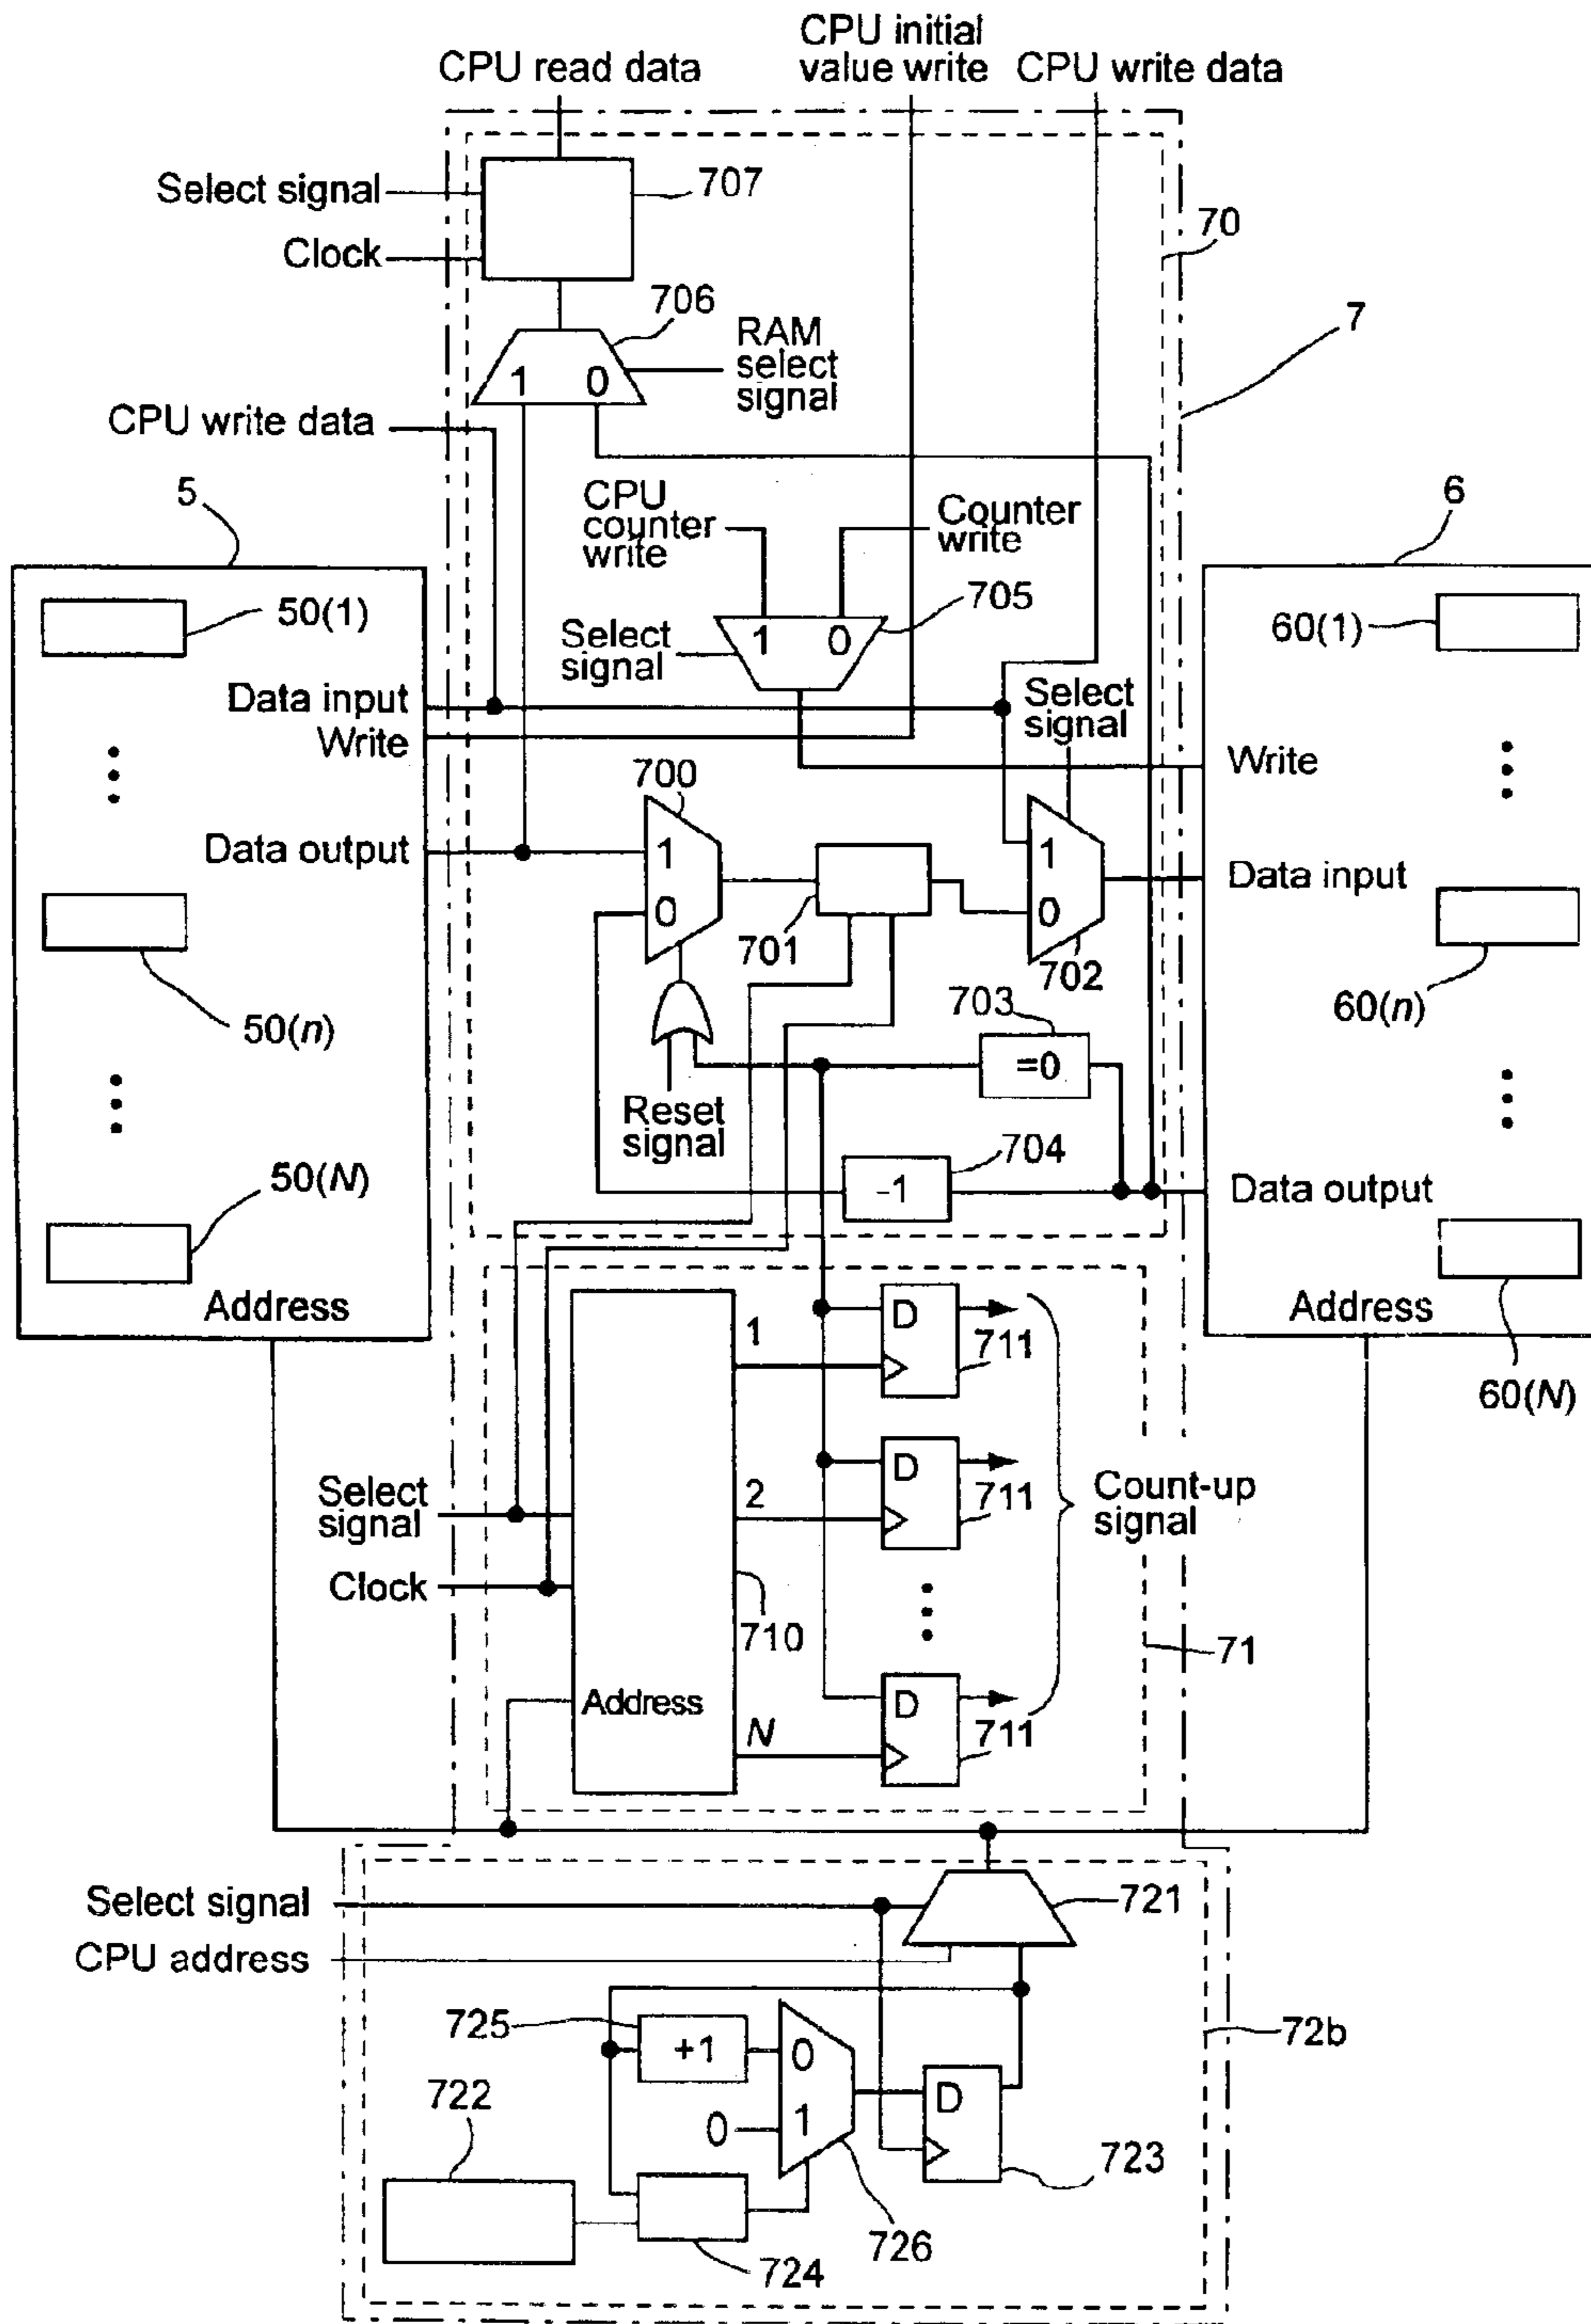 CPU read data
CPU initial
value write
CPU write data
Select signal
707
Clock
70
706
7
RAM
select
signal
1 0
CPU write data
5
CPU
counter
write
Counter
write
6
50(1)
705
60(1)
Select
signal
1 0
Data input
Write
Select
signal
700
Write
Data output
1
1
Data input
0
701
0
702
50(n)
703
60(n)
=0
Reset
signal
704
50(N)
-1
Data output
Address
D
Address
1
711
60(N)
D
Select
signal
2
711
Count-up
signal
Clock
710
71
Address
D
N
711
Select signal
721
CPU address
725
+1
0
72b
722
D
0
1
723
726
724